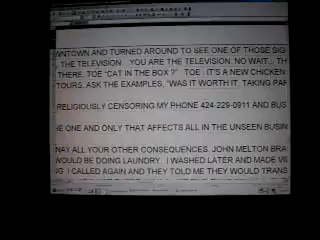 WNTOWN AND TURNED AROUND TO SEE ONE OF THOSE SIG
, THE TELEVISION. YOU ARE THE TELEVISION. NO WAIT... TH
THERE. TOE "CAT IN THE BOX ?" TOE. IT'S A NEW CHICKEN
TOURS. ASK THE EXAMPLES, "WAS IT WORTH IT, TAKING PAR
RELIGIOUSLY CENSORING MY PHONE 424-229-0911 AND BUS
HE ONE AND ONLY THAT AFFECTS ALL IN THE UNSEEN BUSIN
NAY ALL YOUR OTHER CONSEQUENCES. JOHN MELTON BRA
WOULD BE DOING LAUNDRY. I WASHED LATER AND MADE VI
NG I CALLED AGAIN AND THEY TOLD ME THEY WOULD TRANS